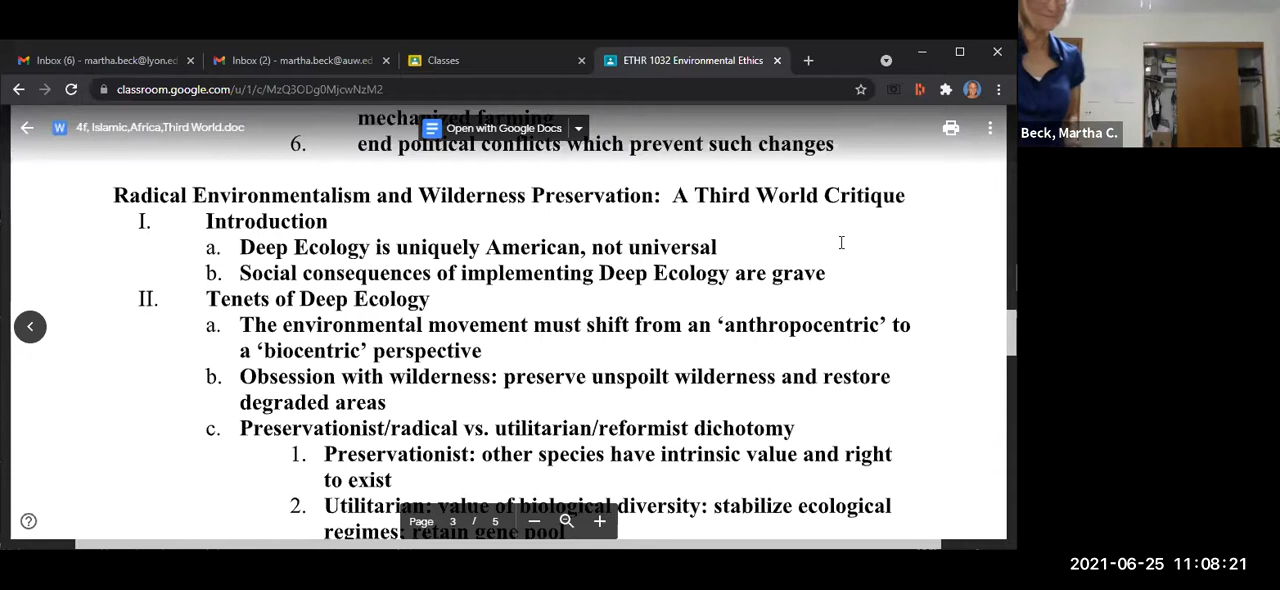 Inbox (6) - martha.beck@lyon.ed
Inbox (2) - martha.beck@auw.ed
Classes
ETHR 1032 Environmental Ethics
classroom.google.com/u/1/c/MzQ3ODg0MjcwNzM2
4f, Islamic,Africa,Third World.doc
Open with Google Docs
mechanized farming
6. end political conflicts which prevent such changes
Radical Environmentalism and Wilderness Preservation: A Third World Critique
I. Introduction
a. Deep Ecology is uniquely American, not universal
b. Social consequences of implementing Deep Ecology are grave
II. Tenets of Deep Ecology
a. The environmental movement must shift from an ‘anthropocentric’ to
a ‘biocentric’ perspective
b. Obsession with wilderness: preserve unspoilt wilderness and restore
degraded areas
c. Preservationist/radical vs. utilitarian/reformist dichotomy
1. Preservationist: other species have intrinsic value and right
to exist
2. Utilitarian: value of biological diversity: stabilize ecological
regimes; retain gene pool
Page 3 / 5
Beck, Martha C.
2021-06-25 11:08:21